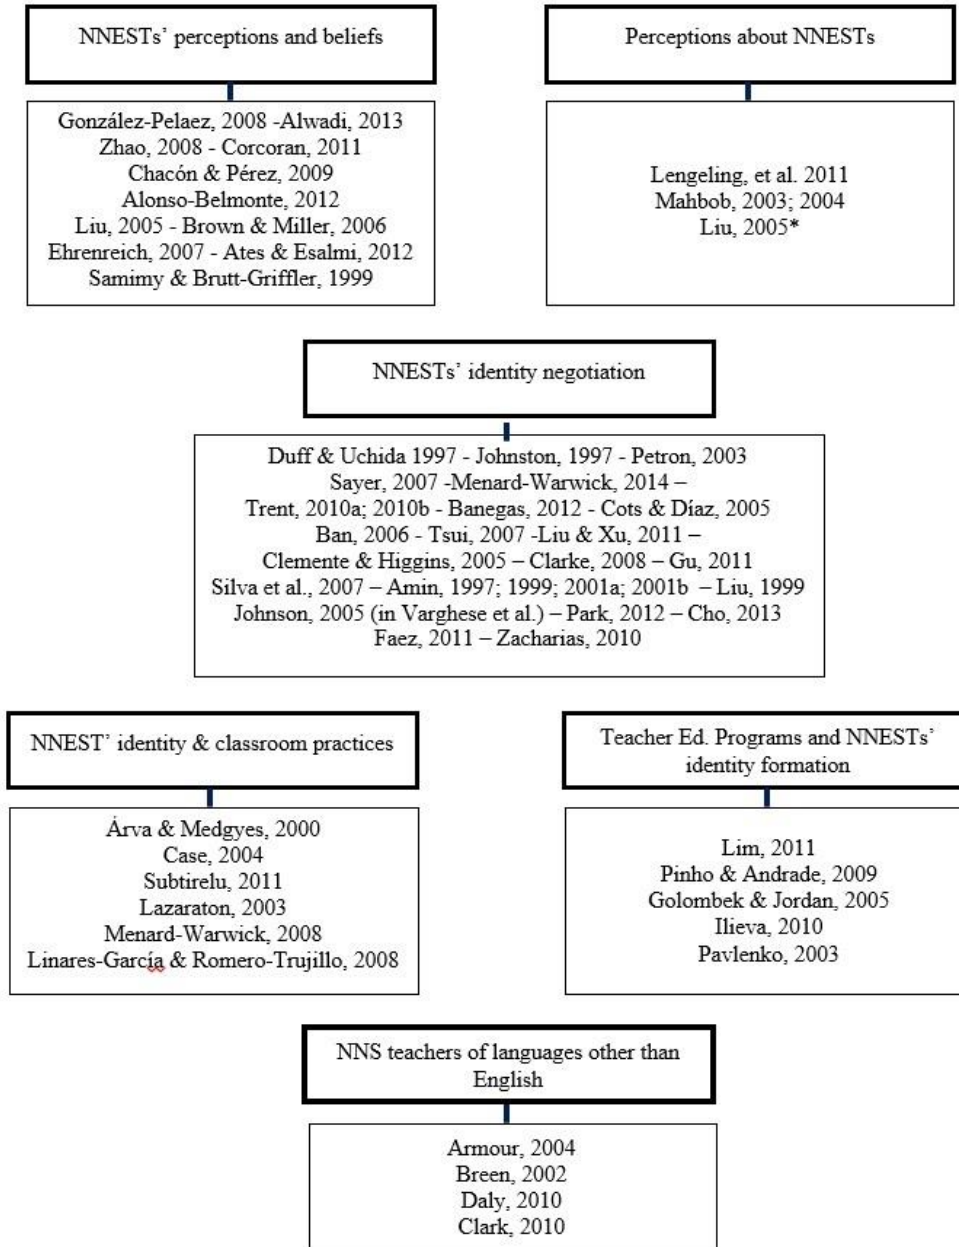 NNESTs’ perceptions and beliefs
González-Pelaez, 2008 -Alwadi, 2013
Zhao, 2008 - Corcoran, 2011
Chacón & Pérez, 2009
Alonso-Belmonte, 2012
Liu, 2005 - Brown & Miller, 2006
Ehrenreich, 2007 - Ates & Esalmi, 2012
Samimy & Brutt-Griffler, 1999
Perceptions about NNESTs
Lengeling, et al. 2011
Mahbob, 2003; 2004
Liu, 2005*
NNESTs’ identity negotiation
Duff & Uchida 1997 - Johnston, 1997 - Petron, 2003
Sayer, 2007 -Menard-Warwick, 2014 –
Trent, 2010a; 2010b - Banegas, 2012 - Cots & Díaz, 2005
Ban, 2006 - Tsui, 2007 -Liu & Xu, 2011 –
Clemente & Higgins, 2005 – Clarke, 2008 – Gu, 2011
Silva et al., 2007 – Amin, 1997; 1999; 2001a; 2001b – Liu, 1999
Johnson, 2005 (in Varghese et al.) – Park, 2012 – Cho, 2013
Faez, 2011 – Zacharias, 2010
NNEST’ identity & classroom practices
Árva & Medgyes, 2000
Case, 2004
Subtirelu, 2011
Lazaraton, 2003
Menard-Warwick, 2008
Linares-García & Romero-Trujillo, 2008
Teacher Ed. Programs and NNESTs’
identity formation
Lim, 2011
Pinho & Andrade, 2009
Golombek & Jordan, 2005
Ilieva, 2010
Pavlenko, 2003
NNS teachers of languages other than
English
Armour, 2004
Breen, 2002
Daly, 2010
Clark, 2010